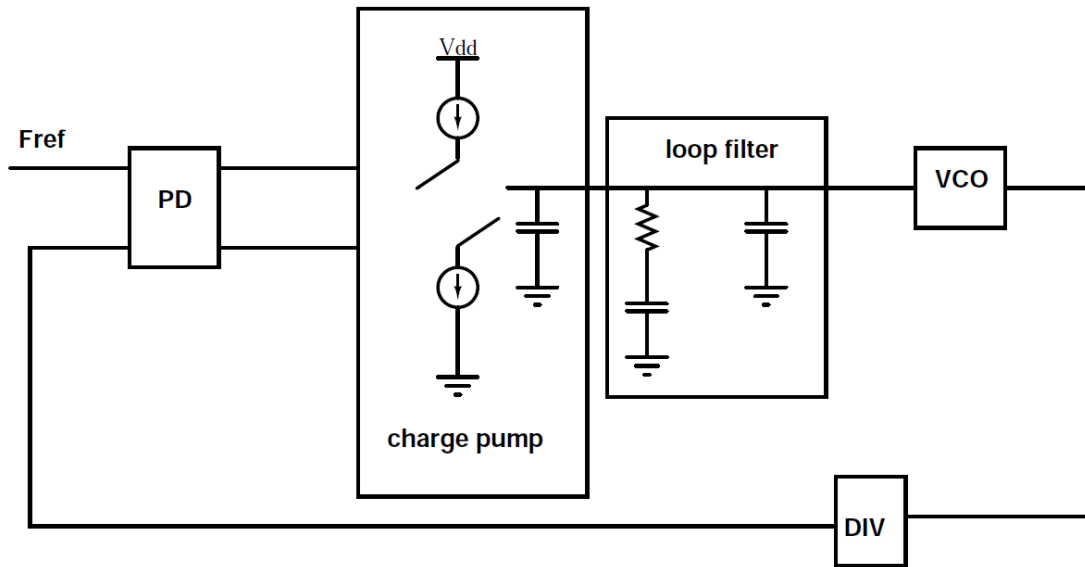 Vdd
Fref
PD
loop filter
VCO
charge pump
DIV